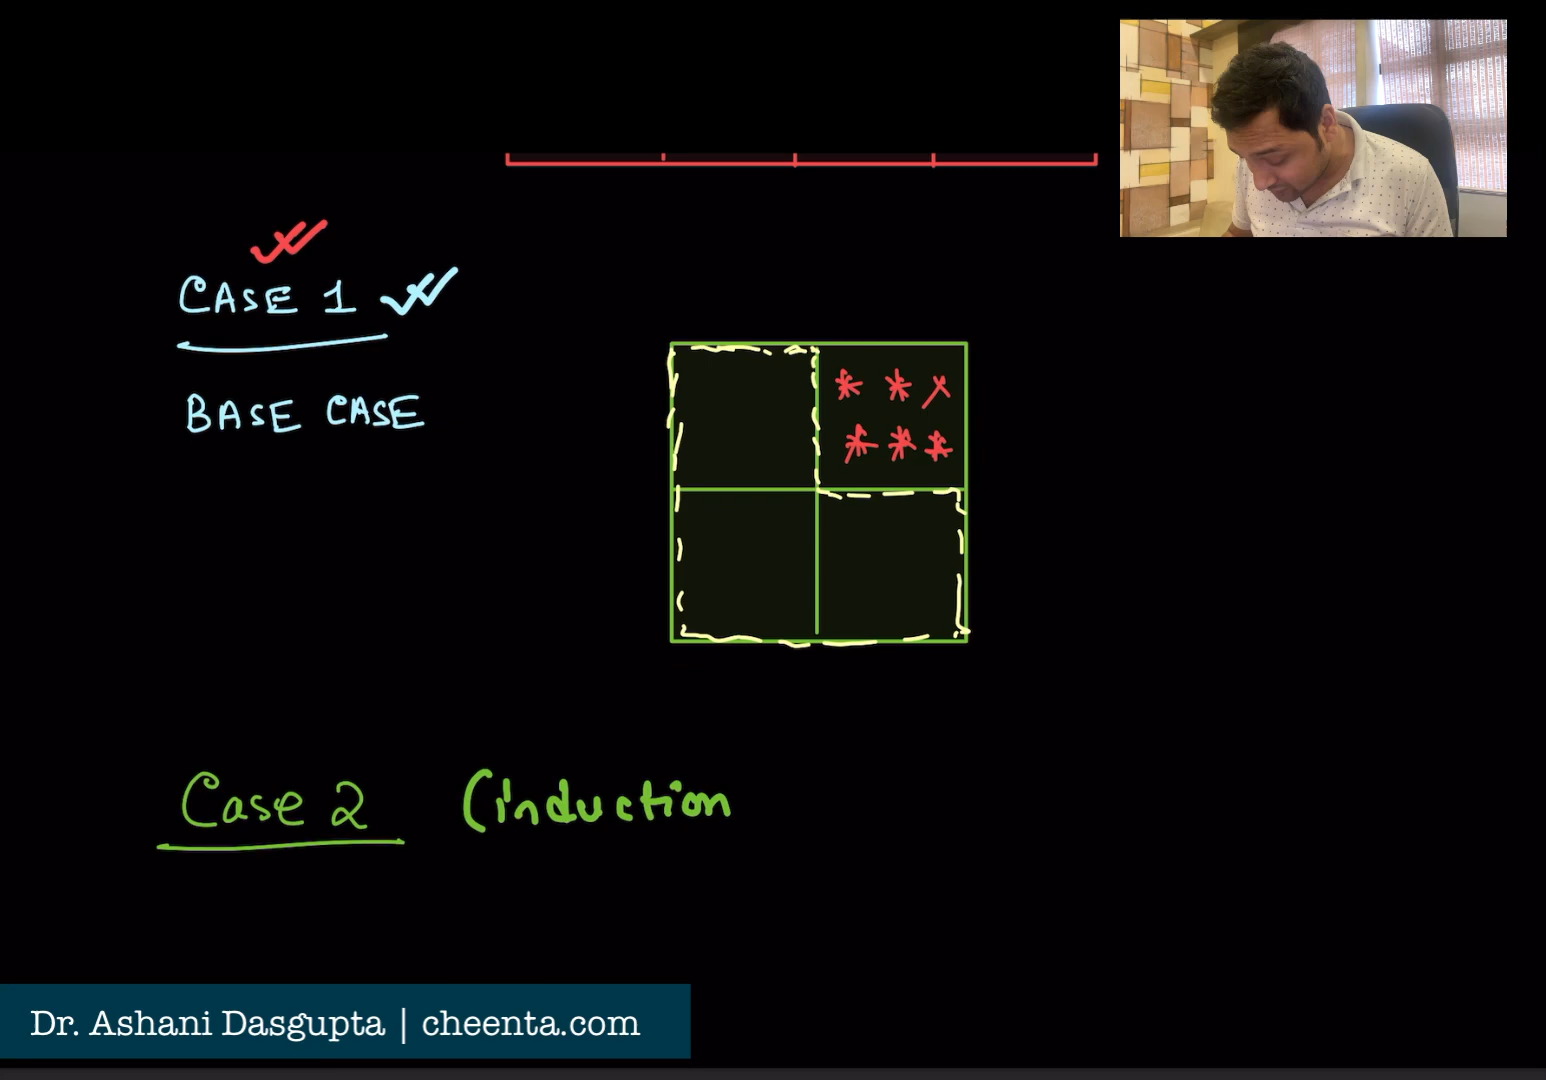 CASE 1
BASE CASE
Case 2 (induction
Dr. Ashani Dasgupta | cheenta.com